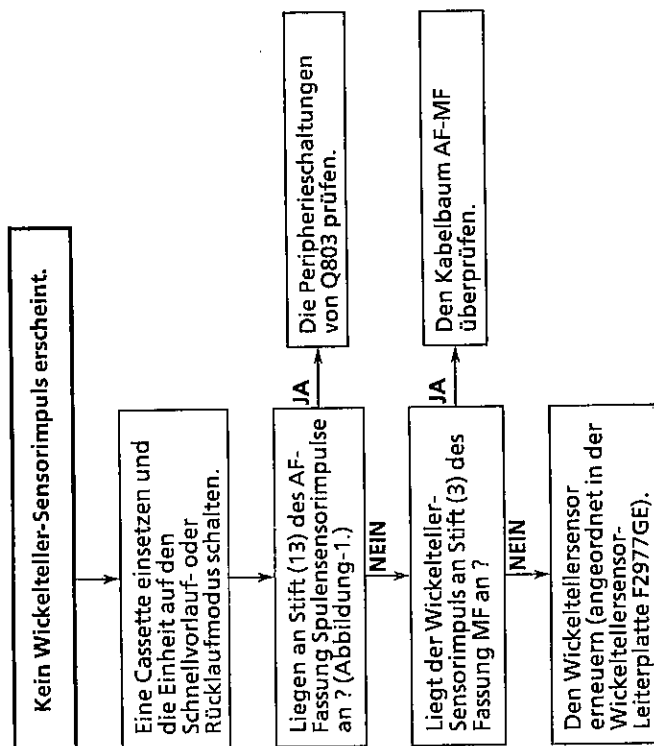 Kein Wickelteller-Sensorimpuls erscheint.
Eine Cassette einsetzen und
die Einheit auf den
Schnellvorlauf- oder
Rücklaufmodus schalten.
Liegen an Stift (13) des AF-
Fassung Spulensensorimpulse
an ? (Abbildung-1.)
JA
Die Peripherieschaltungen
von Q803 prüfen.
NEIN
Liegt der Wickelteller-
Sensorimpuls an Stift (3) des
Fassung MF an ?
JA
Den Kabelbaum AF-MF
überprüfen.
NEIN
Den Wickeltellersensor
erneuern (angeordnet in der
Wickeltellersensor-
Leiterplatte F2977GE).